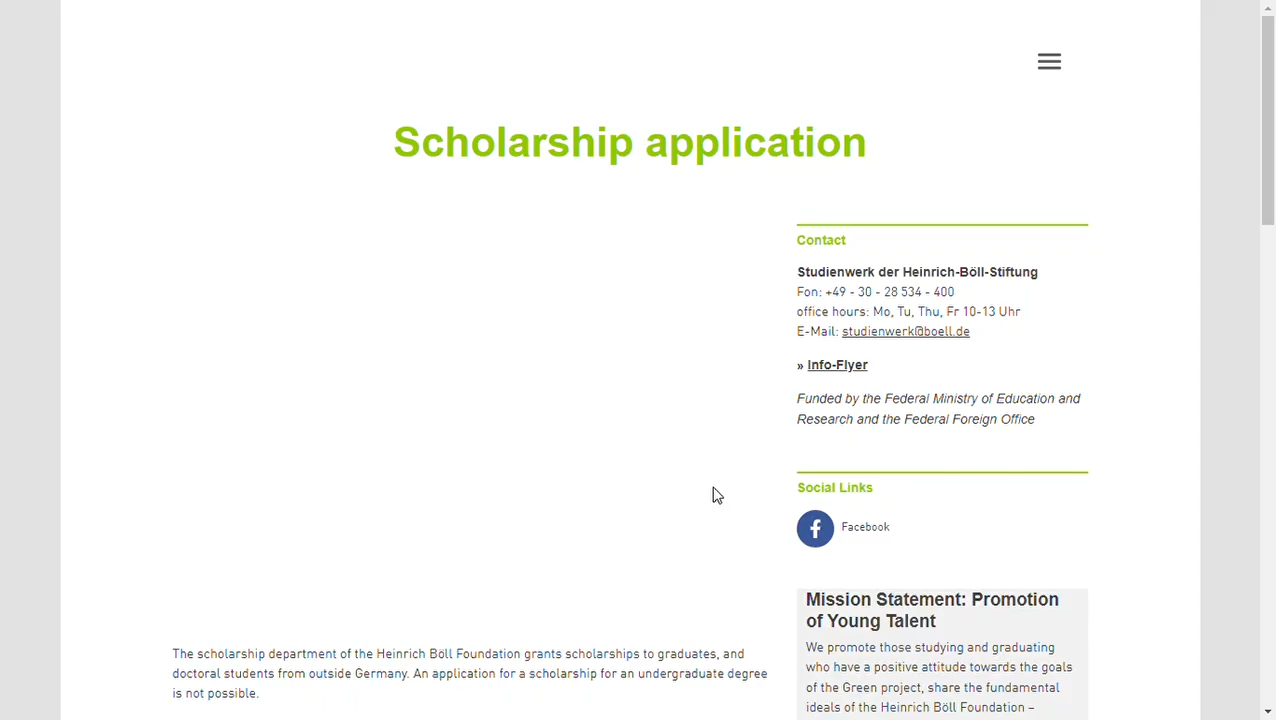 Scholarship application
Contact
Studienwerk der Heinrich-Böll-Stiftung
Fon: +49 - 30 - 28 534 - 400
office hours: Mo, Tu, Thu, Fr 10-13 Uhr
E-Mail: studienwerk@boell.de
» Info-Flyer
Funded by the Federal Ministry of Education and
Research and the Federal Foreign Office
Social Links
Facebook
The scholarship department of the Heinrich Böll Foundation grants scholarships to graduates, and
doctoral students from outside Germany. An application for a scholarship for an undergraduate degree
is not possible.
Mission Statement: Promotion
of Young Talent
We promote those studying and graduating
who have a positive attitude towards the goals
of the Green project, share the fundamental
ideals of the Heinrich Böll Foundation –